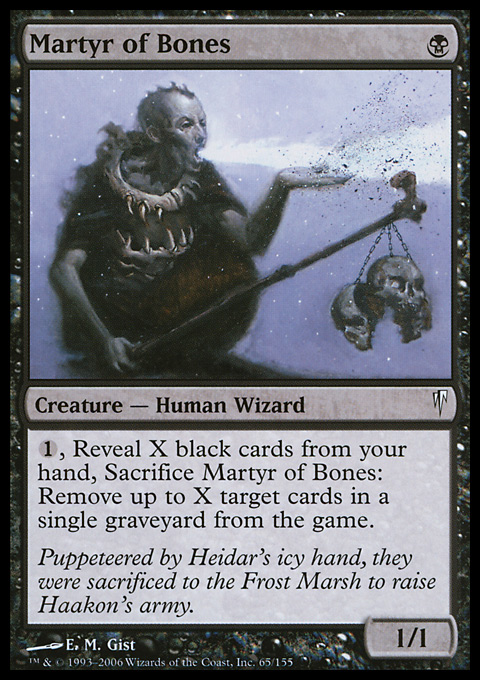 Martyr of Bones
Creature — Human Wizard
1, Reveal X black cards from your
hand, Sacrifice Martyr of Bones:
Remove up to X target cards in a
single graveyard from the game.
Puppeteered by Heidar's icy hand, they
were sacrificed to the Frost Marsh to raise
Haakon's army.
E. M. Gist
1/1
™ & © 1993–2006 Wizards of the Coast, Inc. 65/155